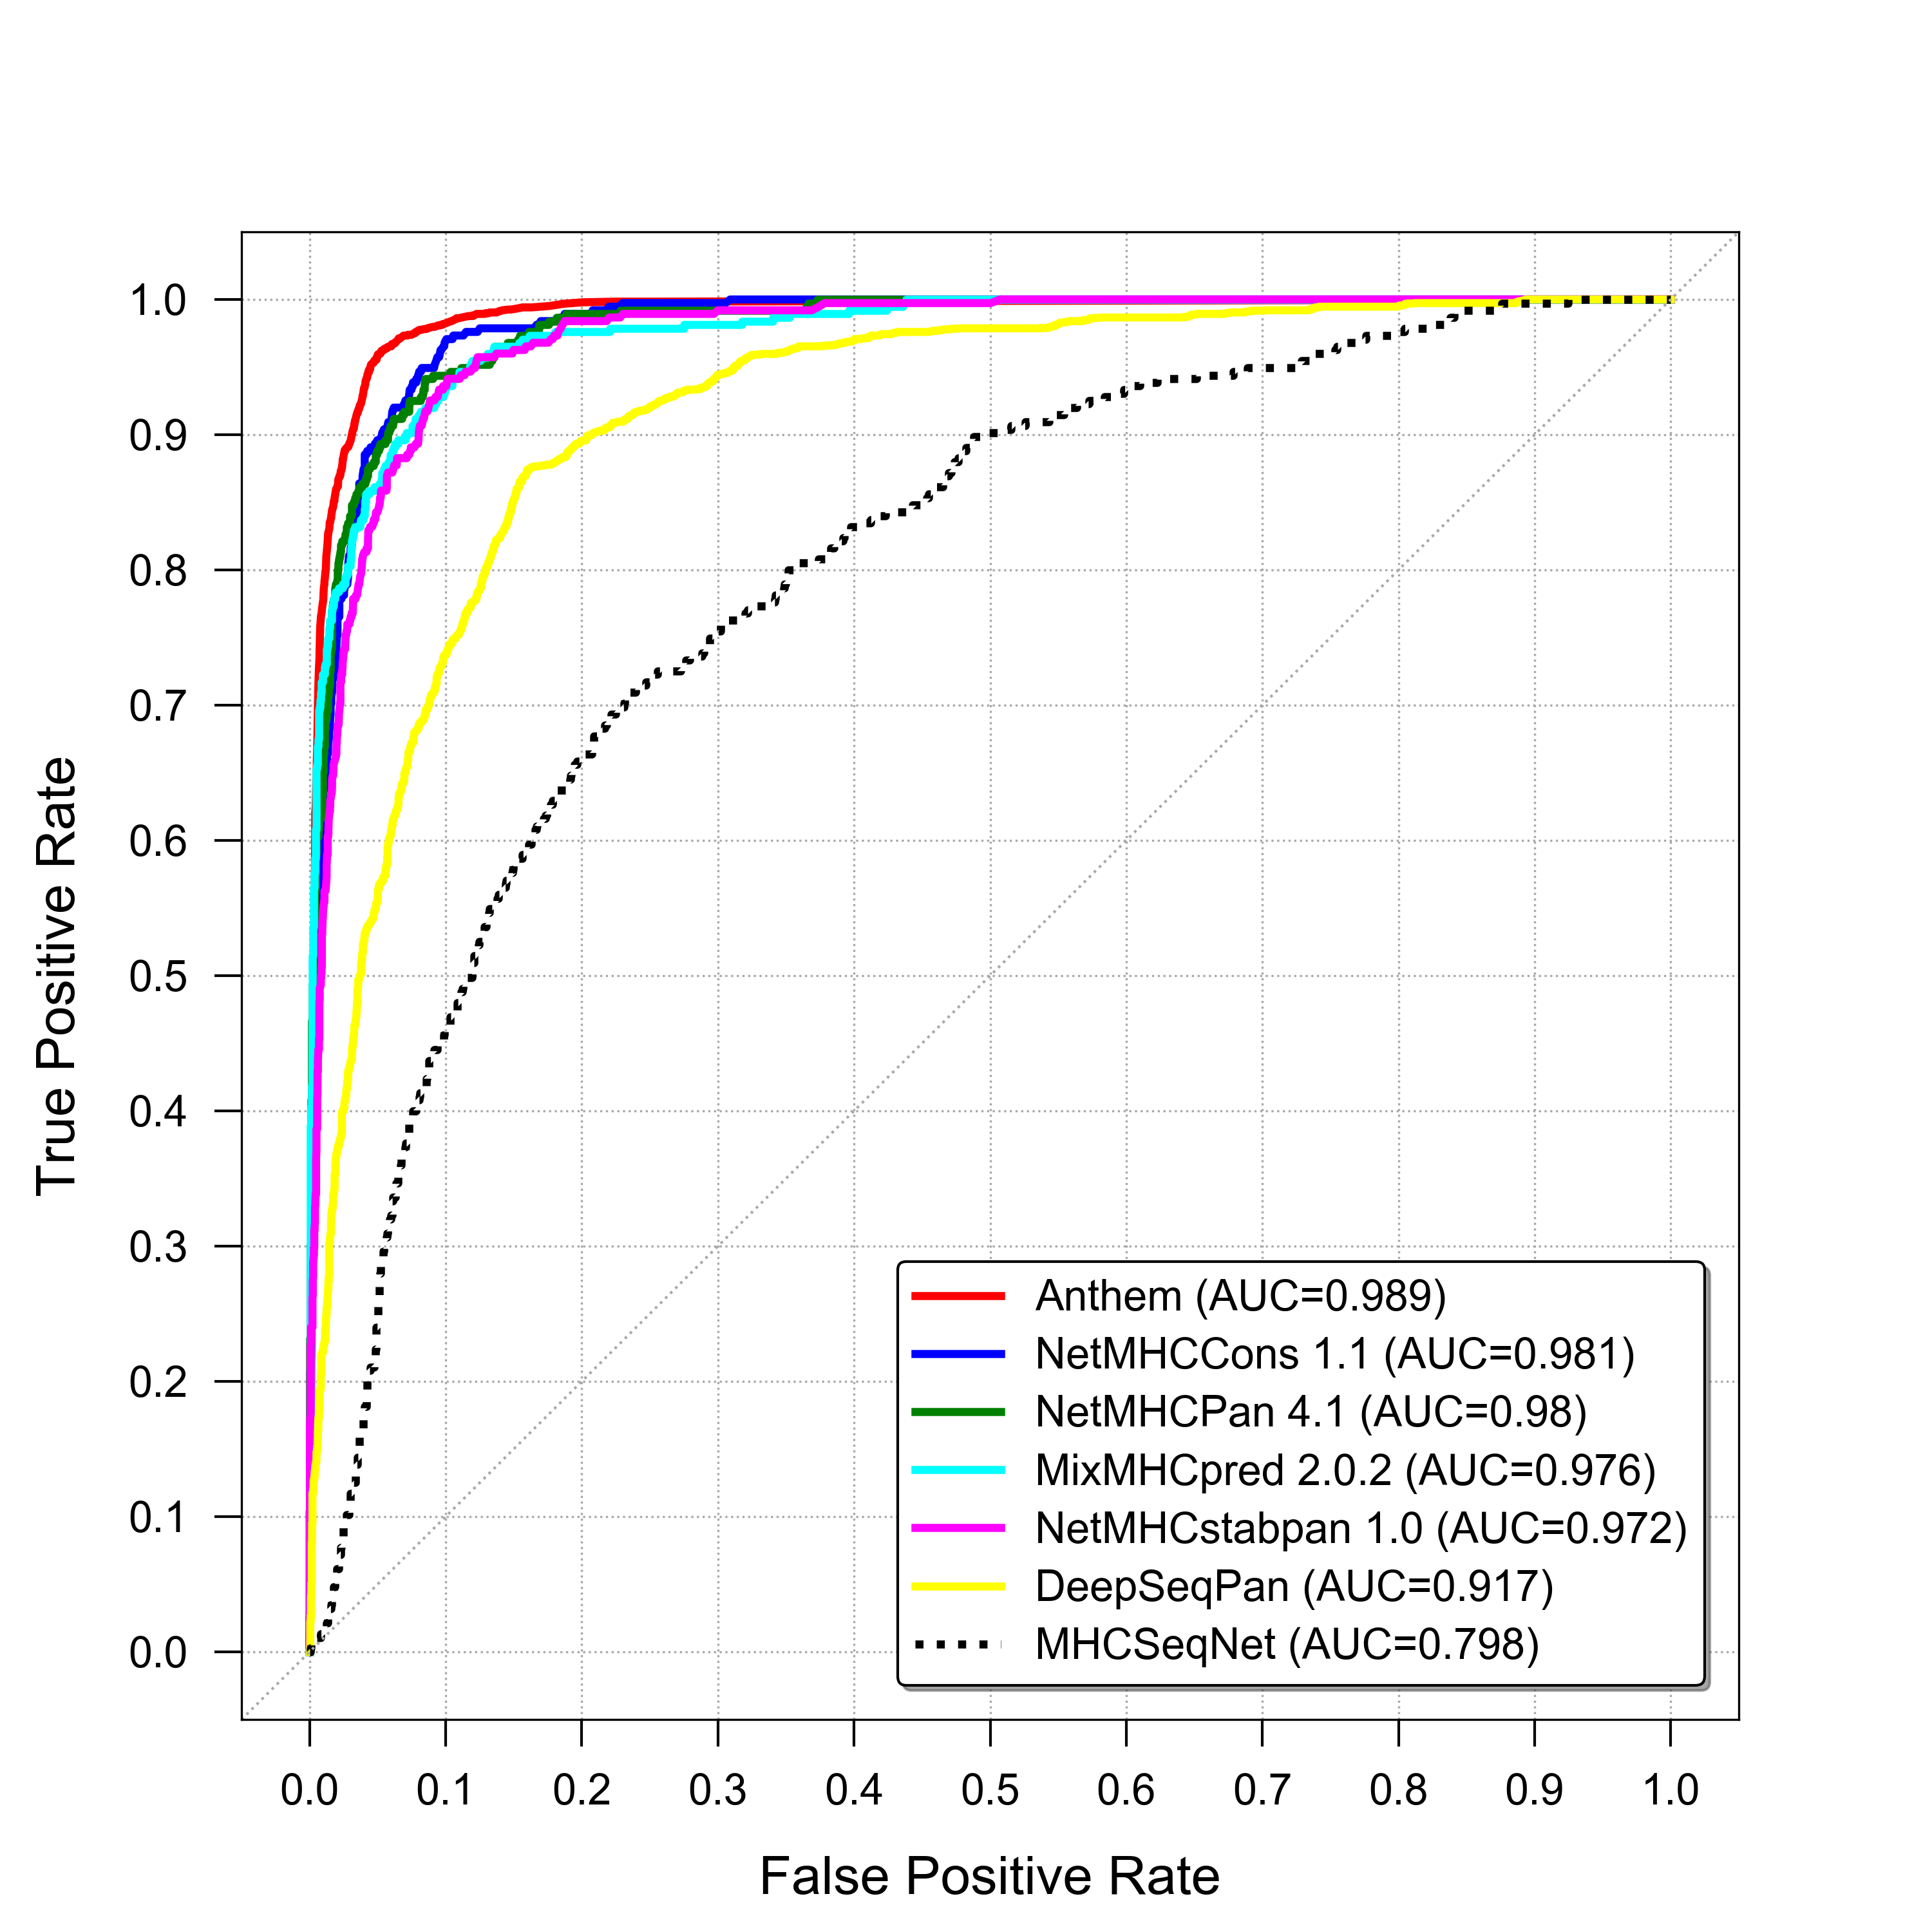 1.0
0.9
0.8
0.7
0.6
0.5
0.4
0.3
0.2
0.1
0.0
True Positive Rate
Anthem (AUC=0.989)
NetMHCCons 1.1 (AUC=0.981)
NetMHCPan 4.1 (AUC=0.98)
MixMHCpred 2.0.2 (AUC=0.976)
NetMHCstabpan 1.0 (AUC=0.972)
DeepSeqPan (AUC=0.917)
MHCSeqNet (AUC=0.798)
0.0 0.1 0.2 0.3 0.4 0.5 0.6 0.7 0.8 0.9 1.0
False Positive Rate